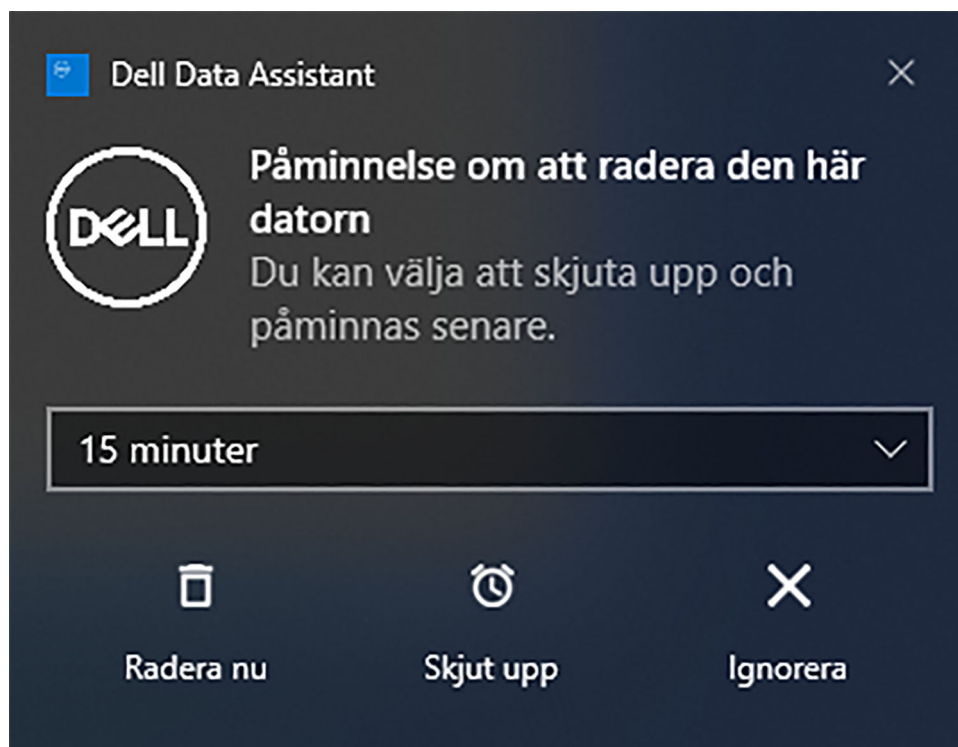 Dell Data Assistant
DELL
Påminnelse om att radera den här
datorn
Du kan välja att skjuta upp och
påminnas senare.
15 minuter
Radera nu
Skjut upp
Ignorera